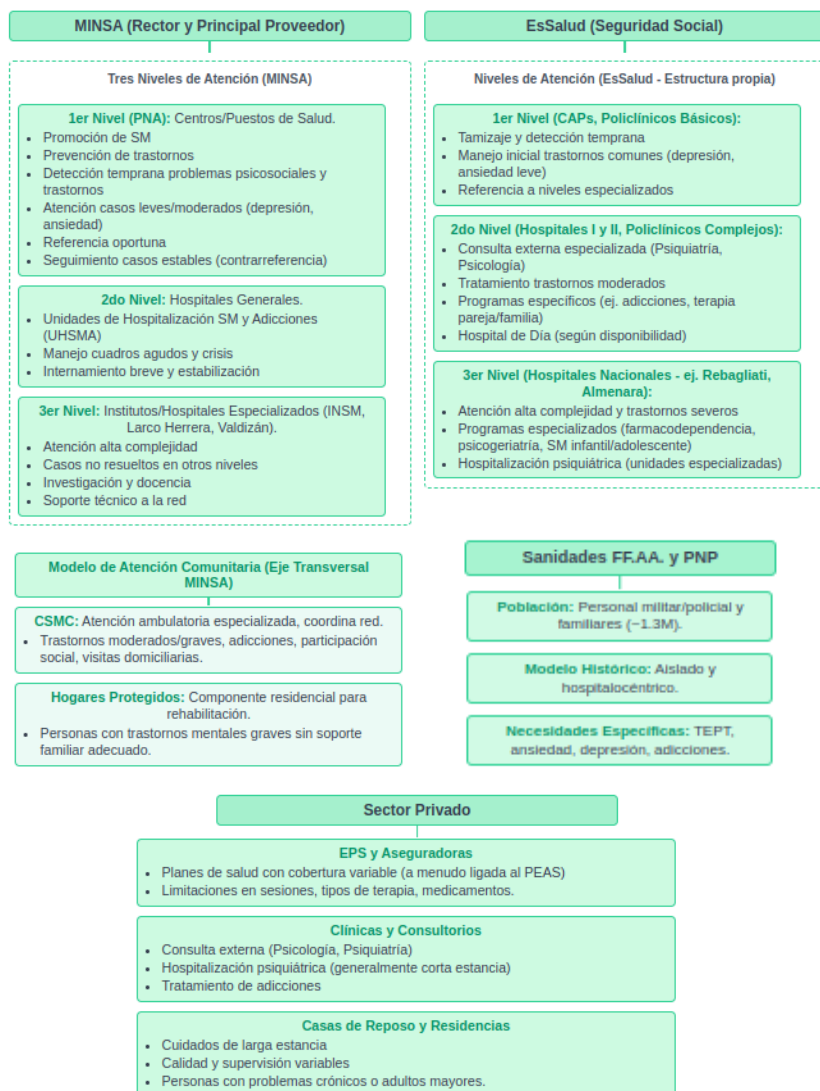 MINSA (Rector y Principal Proveedor)
Tres Niveles de Atención (MINSA)
1er Nivel (PNA): Centros/Puestos de Salud.
• Promoción de SM
• Prevención de trastornos
• Detección temprana problemas psicosociales y
trastornos
• Atención casos leves/moderados (depresión,
ansiedad)
• Referencia oportuna
• Seguimiento casos estables (contrarreferencia)
2do Nivel: Hospitales Generales.
• Unidades de Hospitalización SM y Adicciones
(UHSMA)
• Manejo cuadros agudos y crisis
• Internamiento breve y estabilización
3er Nivel: Institutos/Hospitales Especializados (INSM,
Larco Herrera, Valdizán).
• Atención alta complejidad
• Casos no resueltos en otros niveles
• Investigación y docencia
• Soporte técnico a la red
EsSalud (Seguridad Social)
Niveles de Atención (EsSalud - Estructura propia)
1er Nivel (CAPs, Policlínicos Básicos):
• Tamizaje y detección temprana
• Manejo inicial trastornos comunes (depresión,
ansiedad leve)
• Referencia a niveles especializados
2do Nivel (Hospitales I y II, Policlínicos Complejos):
• Consulta externa especializada (Psiquiatría,
Psicología)
• Tratamiento trastornos moderados
• Programas específicos (ej. adicciones, terapia
pareja/familia)
• Hospital de Día (según disponibilidad)
3er Nivel (Hospitales Nacionales - ej. Rebagliati,
Almenara):
• Atención alta complejidad y trastornos severos
• Programas especializados (farmacodependencia,
psicogeriatría, SM infantil/adolescente)
• Hospitalización psiquiátrica (unidades especializadas)
Modelo de Atención Comunitaria (Eje Transversal
MINSA)
CSMC: Atención ambulatoria especializada, coordina red.
• Trastornos moderados/graves, adicciones, participación
social, visitas domiciliarias.
Hogares Protegidos: Componente residencial para
rehabilitación.
• Personas con trastornos mentales graves sin soporte
familiar adecuado.
Sanidades FF.AA. y PNP
Población: Personal militar/policial y
familiares (~1.3M).
Modelo Histórico: Aislado y
hospitalocéntrico.
Necesidades Específicas: TEPT,
ansiedad, depresión, adicciones.
Sector Privado
EPS y Aseguradoras
• Planes de salud con cobertura variable (a menudo ligada al PEAS)
• Limitaciones en sesiones, tipos de terapia, medicamentos.
Clínicas y Consultorios
• Consulta externa (Psicología, Psiquiatría)
• Hospitalización psiquiátrica (generalmente corta estancia)
• Tratamiento de adicciones
Casas de Reposo y Residencias
• Cuidados de larga estancia
• Calidad y supervisión variables
• Personas con problemas crónicos o adultos mayores.